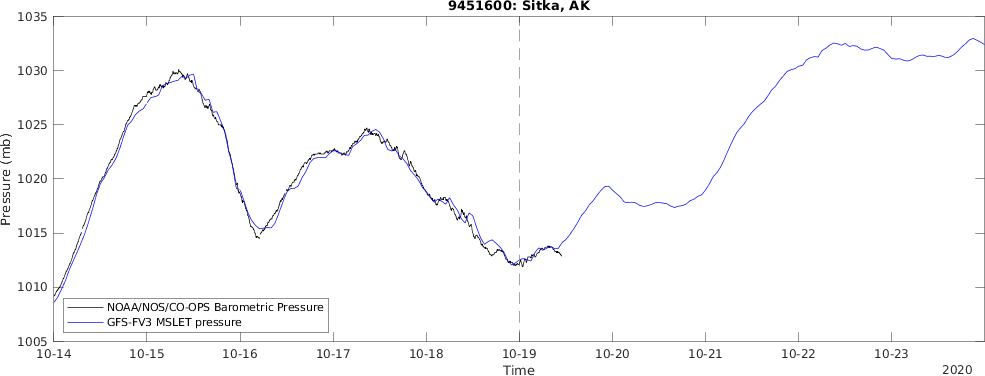 9451600: Sitka, AK
Pressure (mb)
1035
1030
1025
1020
1015
1010
1005
NOAA/NOS/CO-OPS Barometric Pressure
GFS-FV3 MSLET pressure
10-14 10-15 10-16 10-17 10-18 10-19 10-20 10-21 10-22 10-23
Time
2020